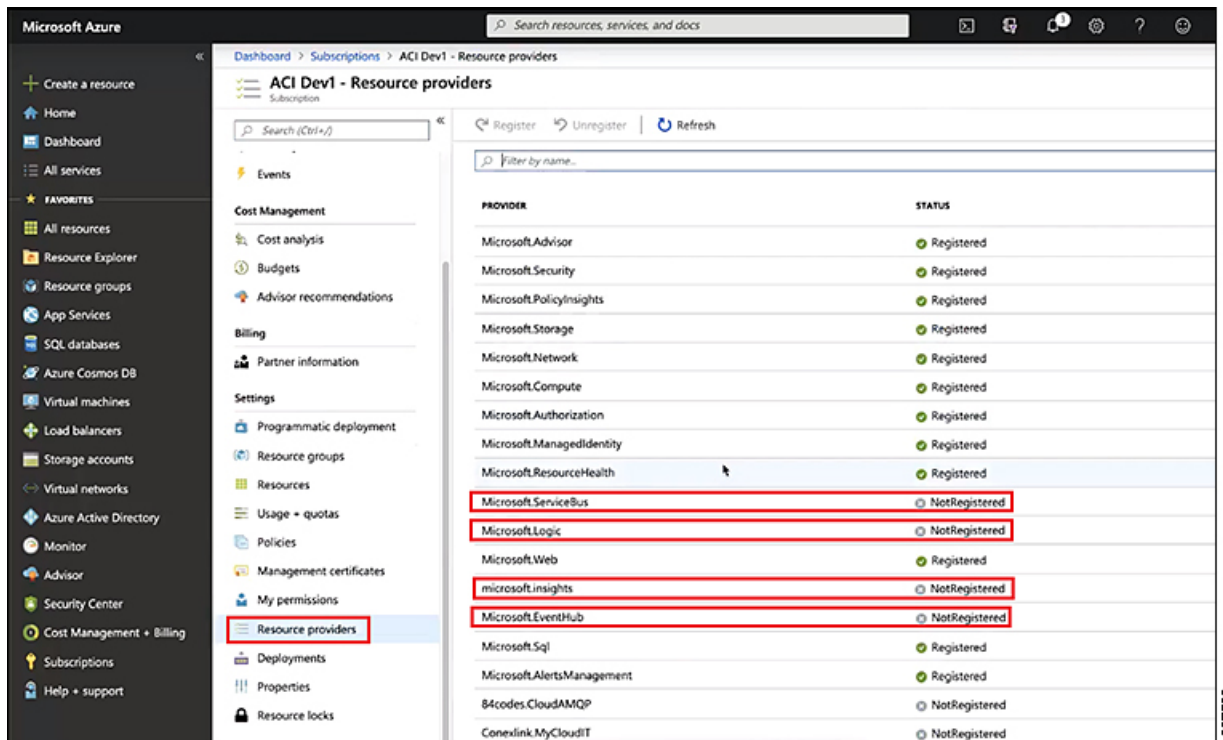 Microsoft Azure
Search resources, services, and docs
1
?
«
Create a resource
Home
Dashboard
All services
FAVORITES
All resources
Resource Explorer
Resource groups
App Services
SQL databases
Azure Cosmos DB
Virtual machines
Load balancers
Storage accounts
Virtual networks
Azure Active Directory
Monitor
Advisor
Security Center
Cost Management + Billing
Subscriptions
Help + support
Dashboard > Subscriptions > ACI Dev1 - Resource providers
ACI Dev1 - Resource providers
Subscription
Search (Ctrl+/)
«
Events
Cost Management
Cost analysis
Budgets
Advisor recommendations
Billing
Partner information
Settings
Programmatic deployment
Resource groups
Resources
Usage + quotas
Policies
Management certificates
My permissions
Resource providers
Deployments
Properties
Resource locks
Register Unregister Refresh
Filter by name...
PROVIDER STATUS
Microsoft.Advisor Registered
Microsoft.Security Registered
Microsoft.PolicyInsights Registered
Microsoft.Storage Registered
Microsoft.Network Registered
Microsoft.Compute Registered
Microsoft.Authorization Registered
Microsoft.ManagedIdentity Registered
Microsoft.ResourceHealth Registered
Microsoft.ServiceBus NotRegistered
Microsoft.Logic NotRegistered
Microsoft.Web Registered
microsoft.insights NotRegistered
Microsoft.EventHub NotRegistered
Microsoft.Sql Registered
Microsoft.AlertsManagement Registered
84codes.CloudAMQP NotRegistered
Conexlink.MyCloudIT NotRegistered